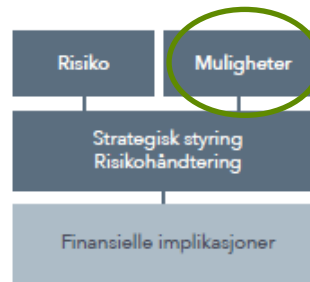 Risiko
Muligheter
Strategisk styring
Risikohåndtering
Finansielle implikasjoner